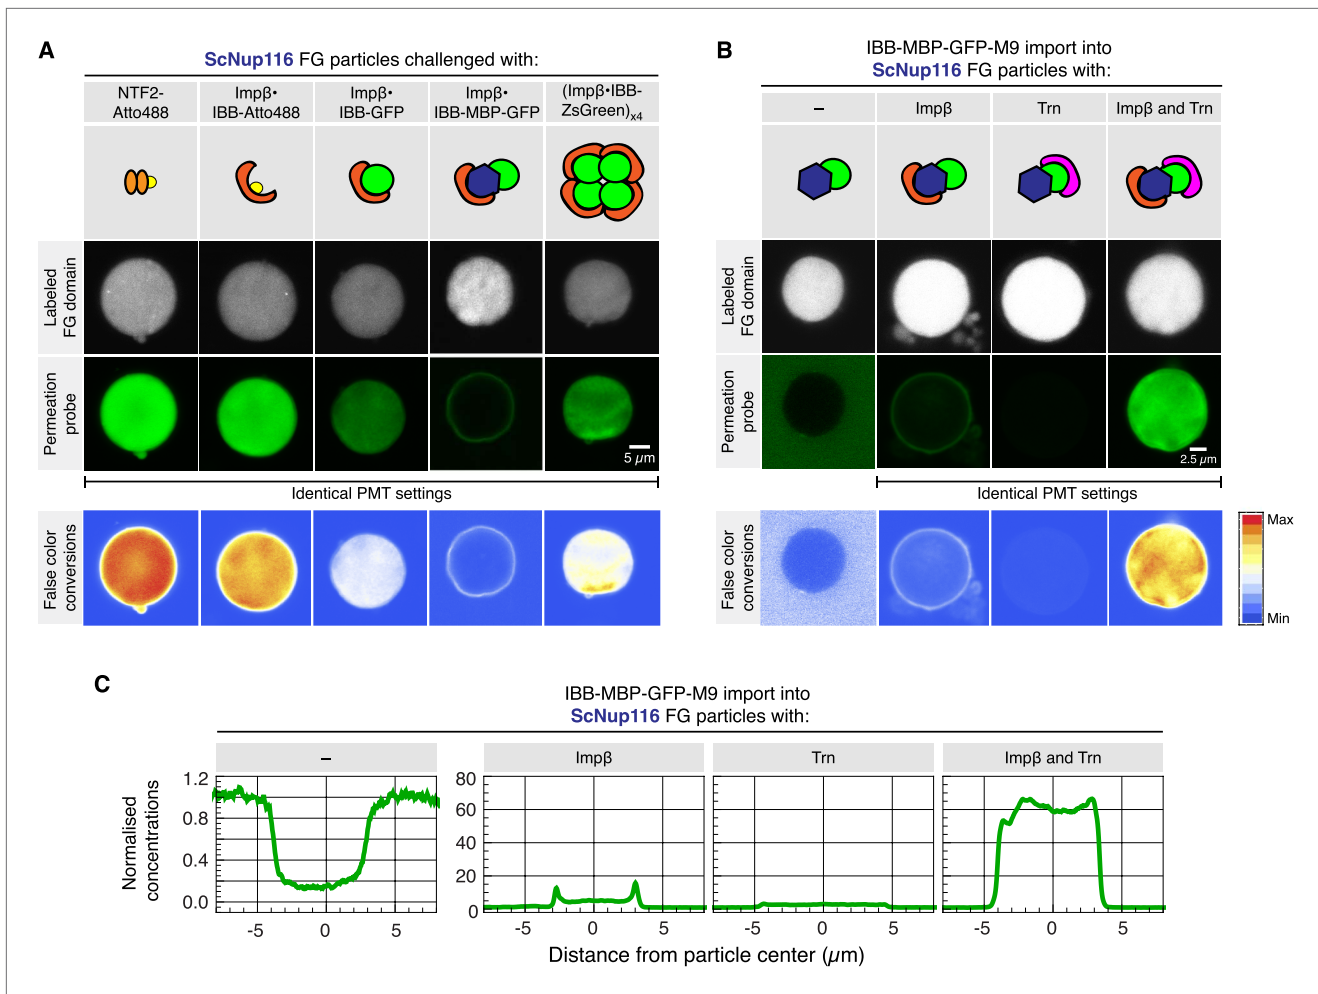 A
ScNup116 FG particles challenged with:
NTF2-
Atto488
Impβ•
IBB-Atto488
Impβ•
IBB-GFP
Impβ•
IBB-MBP-GFP
(Impβ•IBB-
ZsGreen)x4
Labeled
FG domain
Permeation
probe
5 µm
Identical PMT settings
False color
conversions
B
IBB-MBP-GFP-M9 import into
ScNup116 FG particles with:
–
Impβ
Trn
Impβ and Trn
Labeled
FG domain
Permeation
probe
2.5 µm
Identical PMT settings
False color
conversions
Max
Min
C
IBB-MBP-GFP-M9 import into
ScNup116 FG particles with:
–
Impβ
Trn
Impβ and Trn
Normalised
concentrations
1.2
0.8
0.4
0.0
80
60
40
20
0
-5 0 5
-5 0 5
-5 0 5
-5 0 5
Distance from particle center (µm)